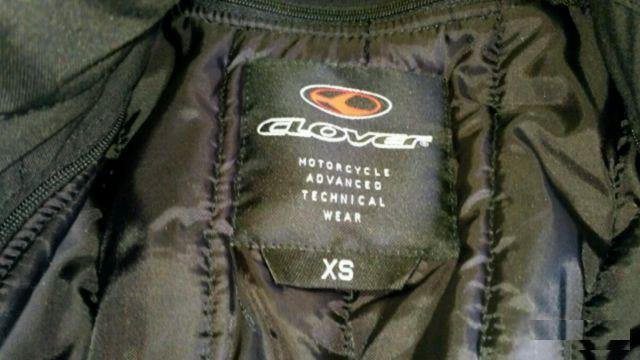 CLOVER
MOTORCYCLE
ADVANCED
TECHNICAL
WEAR
XS